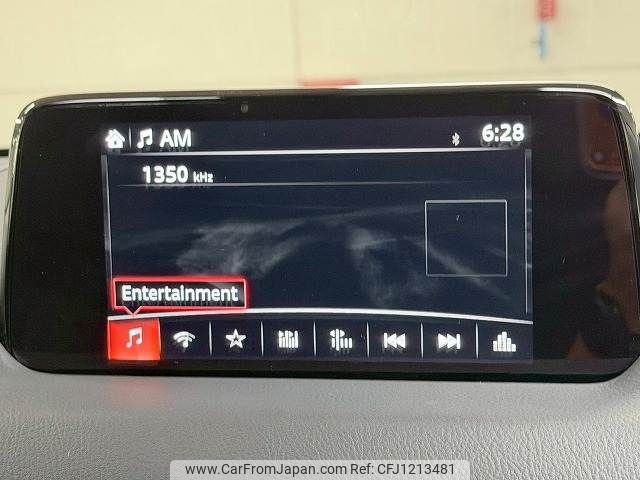 AM
6:28
1350 kHz
Entertainment
www.CarFromJapan.com Ref:CFJ1213481